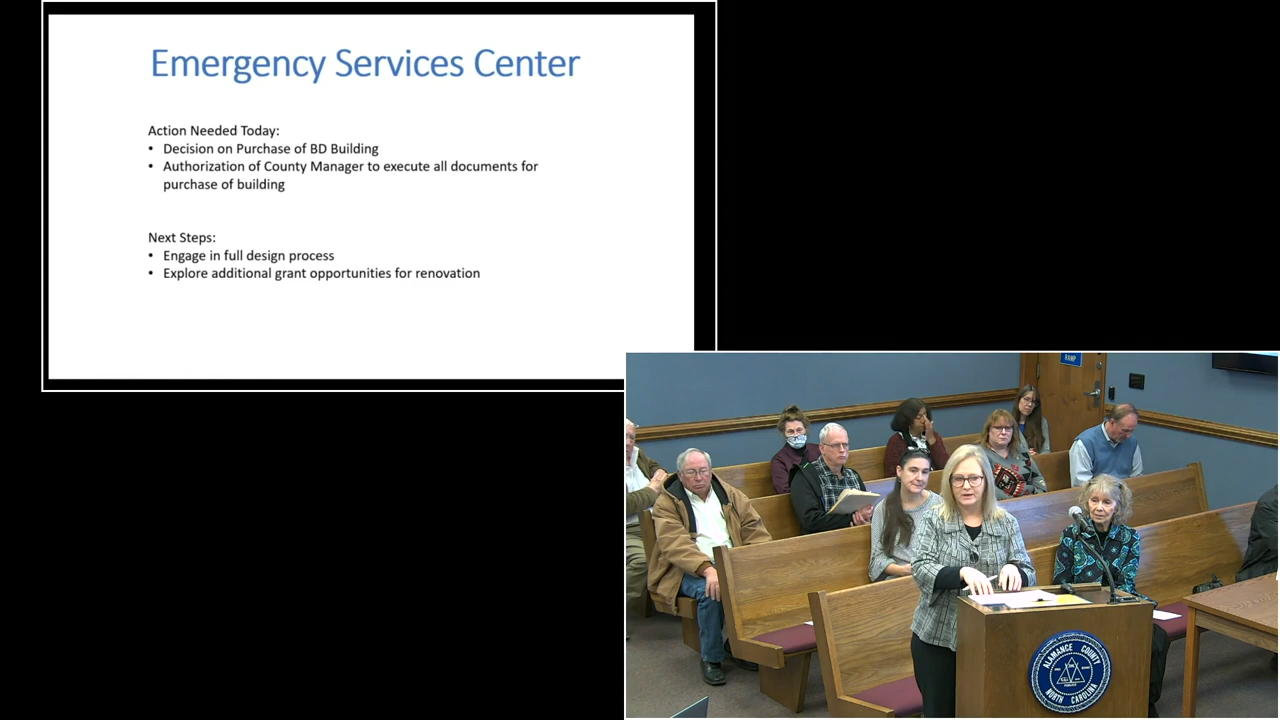 Emergency Services Center
Action Needed Today:
• Decision on Purchase of BD Building
• Authorization of County Manager to execute all documents for
purchase of building
Next Steps:
• Engage in full design process
• Explore additional grant opportunities for renovation
RAMP
ALAMANCE COUNTY
NORTH CAROLINA